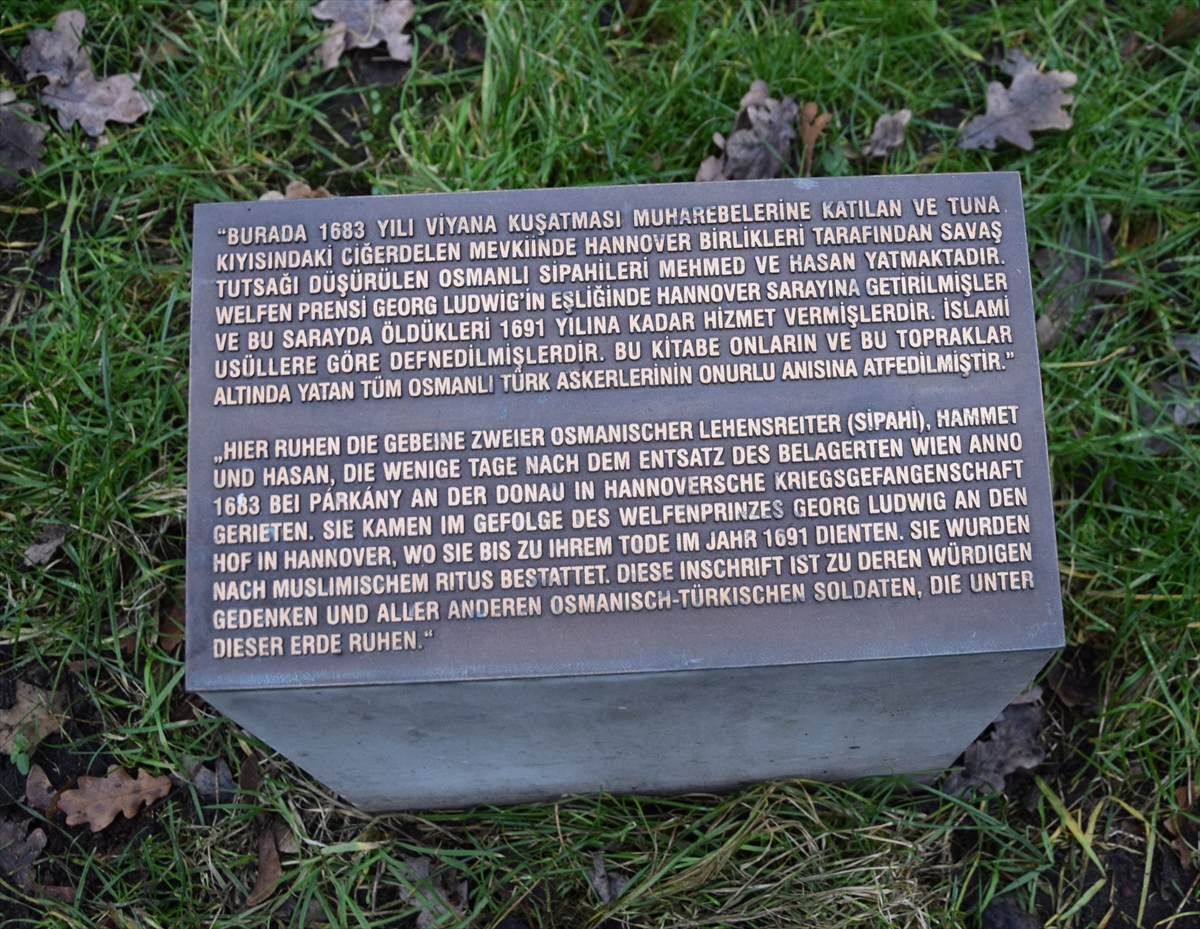 “BURADA 1683 YILI VİYANA KUŞATMASI MUHAREBELERİNE KATILAN VE TUNA
KIYISINDAKİ CİĞERDELEN MEVKİİNDE HANNOVER BİRLİKLERİ TARAFINDAN SAVAŞ
TUTSAĞI DÜŞÜRÜLEN OSMANLI SİPAHİLERİ MEHMED VE HASAN YATMAKTADIR.
WELFEN PRENSİ GEORG LUDWİG’İN EŞLİĞİNDE HANNOVER SARAYINA GETİRİLMİŞLER
VE BU SARAYDA ÖLDÜKLERİ 1691 YILINA KADAR HİZMET VERMİŞLERDİR. İSLAMİ
USÜLLERE GÖRE DEFNEDİLMİŞLERDİR. BU KİTABE ONLARIN VE BU TOPRAKLAR
ALTINDA YATAN TÜM OSMANLI TÜRK ASKERLERİNİN ONURLU ANISINA ATFEDİLMİŞTİR.”
„HIER RUHEN DIE GEBEINE ZWEIER OSMANISCHER LEHENSREITER (SİPAHİ), HAMMET
UND HASAN, DIE WENIGE TAGE NACH DEM ENTSATZ DES BELAGERTEN WIEN ANNO
1683 BEI PÁRKÁNY AN DER DONAU IN HANNOVERSCHE KRIEGSGEFANGENSCHAFT
GERIETEN. SIE KAMEN IM GEFOLGE DES WELFENPRINZES GEORG LUDWIG AN DEN
HOF IN HANNOVER, WO SIE BIS ZU IHREM TODE IM JAHR 1691 DIENTEN. SIE WURDEN
NACH MUSLIMISCHEM RITUS BESTATTET. DIESE INSCHRIFT IST ZU DEREN WÜRDIGEN
GEDENKEN UND ALLER ANDEREN OSMANISCH-TÜRKISCHEN SOLDATEN, DIE UNTER
DIESER ERDE RUHEN.“